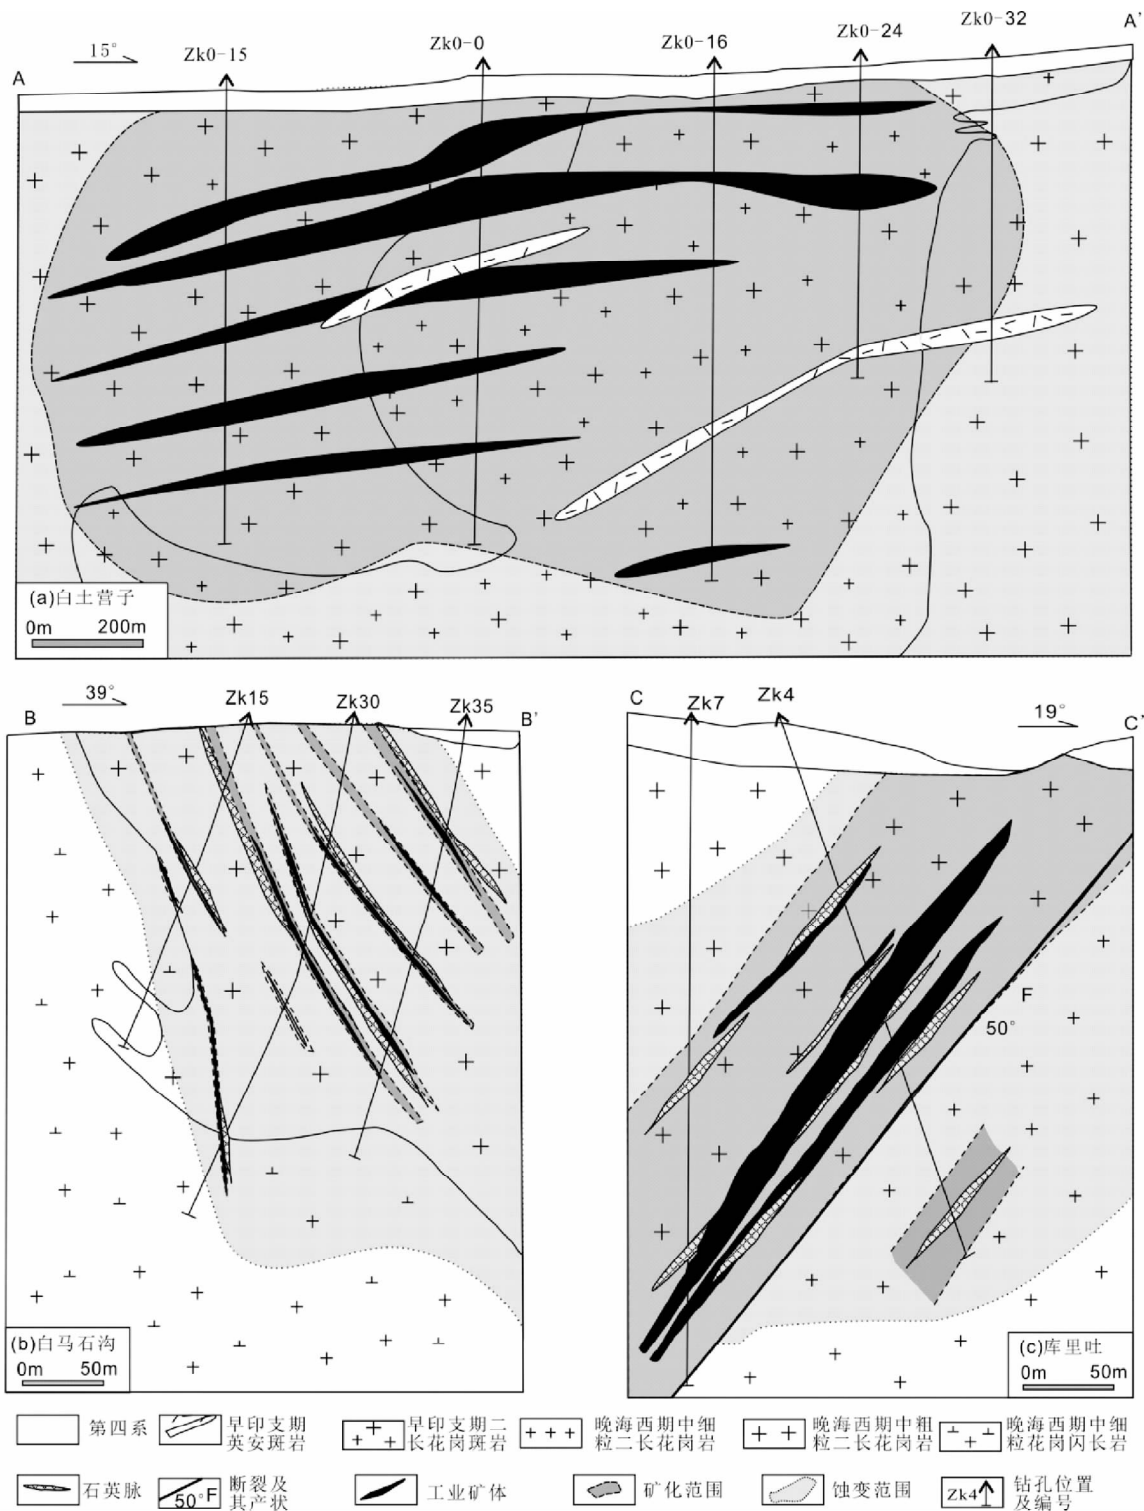 Zk0-32
A'
Zk0-24
Zk0-16
Zk0-0
15°
Zk0-15
A
(a)白土营子
0m 200m
B
39°
Zk15
Zk30
Zk35
B'
C
Zk7
Zk4
19°
C'
F
50°
(b)白马石沟
0m 50m
(c)库里吐
0m 50m
第四系
早印支期
英安斑岩
早印支期二
长花岗斑岩
晚海西期中细
粒二长花岗岩
晚海西期中粗
粒二长花岗岩
晚海西期中细
粒花岗闪长岩
石英脉
50°F
断裂及
其产状
工业矿体
矿化范围
蚀变范围
Zk4
钻孔位置
及编号